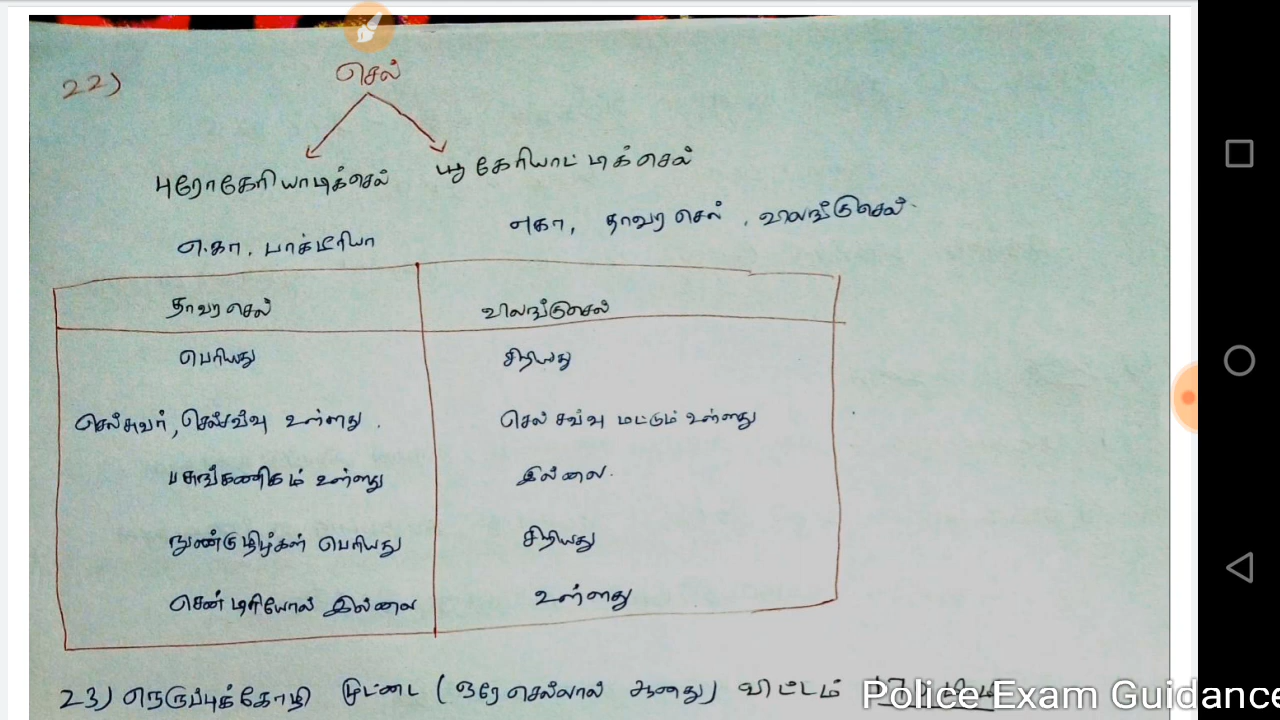 22)
செல்
புரோகேரியாடிக்செல் யூகேரியாட்டிக்செல்
எ.கா. பாக்டீரியா எகா, தாவர செல், விலங்குசெல்.
தாவர செல் விலங்குசெல்
பெரியது சிறியது
செல்சுவர், செல்சவ்வு உள்ளது. செல் சவ்வு மட்டும் உள்ளது
பசுங்கணிகம் உள்ளது இல்லை.
நுண்குமிழ்கள் பெரியது சிறியது
சென்டிரியோல் இல்லை உள்ளது
23) நெருப்புக்கோழி முட்டை (ஒரே செல்லால் ஆனது) விட்டம் 170
Police Exam Guidance